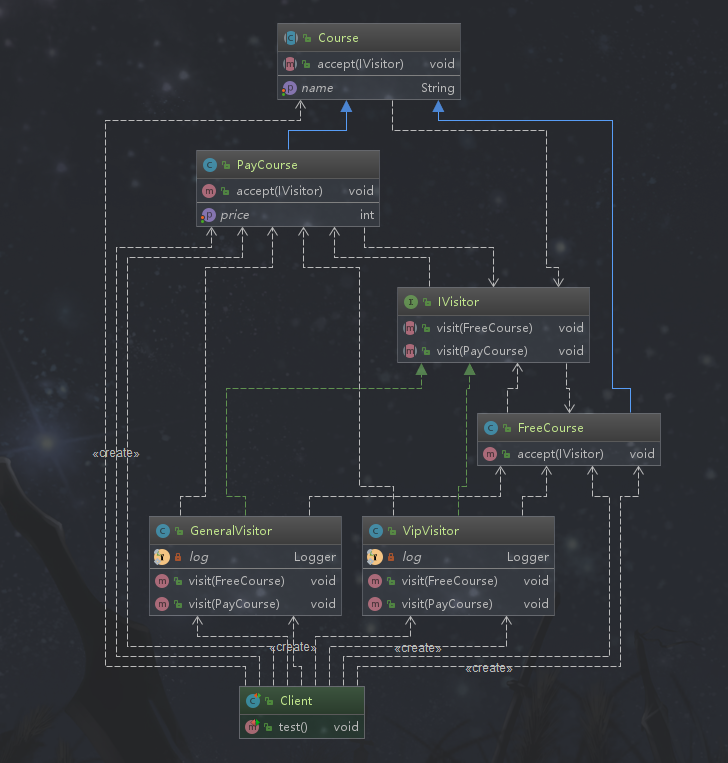 Course
accept(IVisitor) void
name String
PayCourse
accept(IVisitor) void
price int
IVisitor
visit(FreeCourse) void
visit(PayCourse) void
FreeCourse
accept(IVisitor) void
«create»
GeneralVisitor
log Logger
visit(FreeCourse) void
visit(PayCourse) void
VipVisitor
log Logger
visit(FreeCourse) void
visit(PayCourse) void
«create»
«create»
«create»
Client
test() void